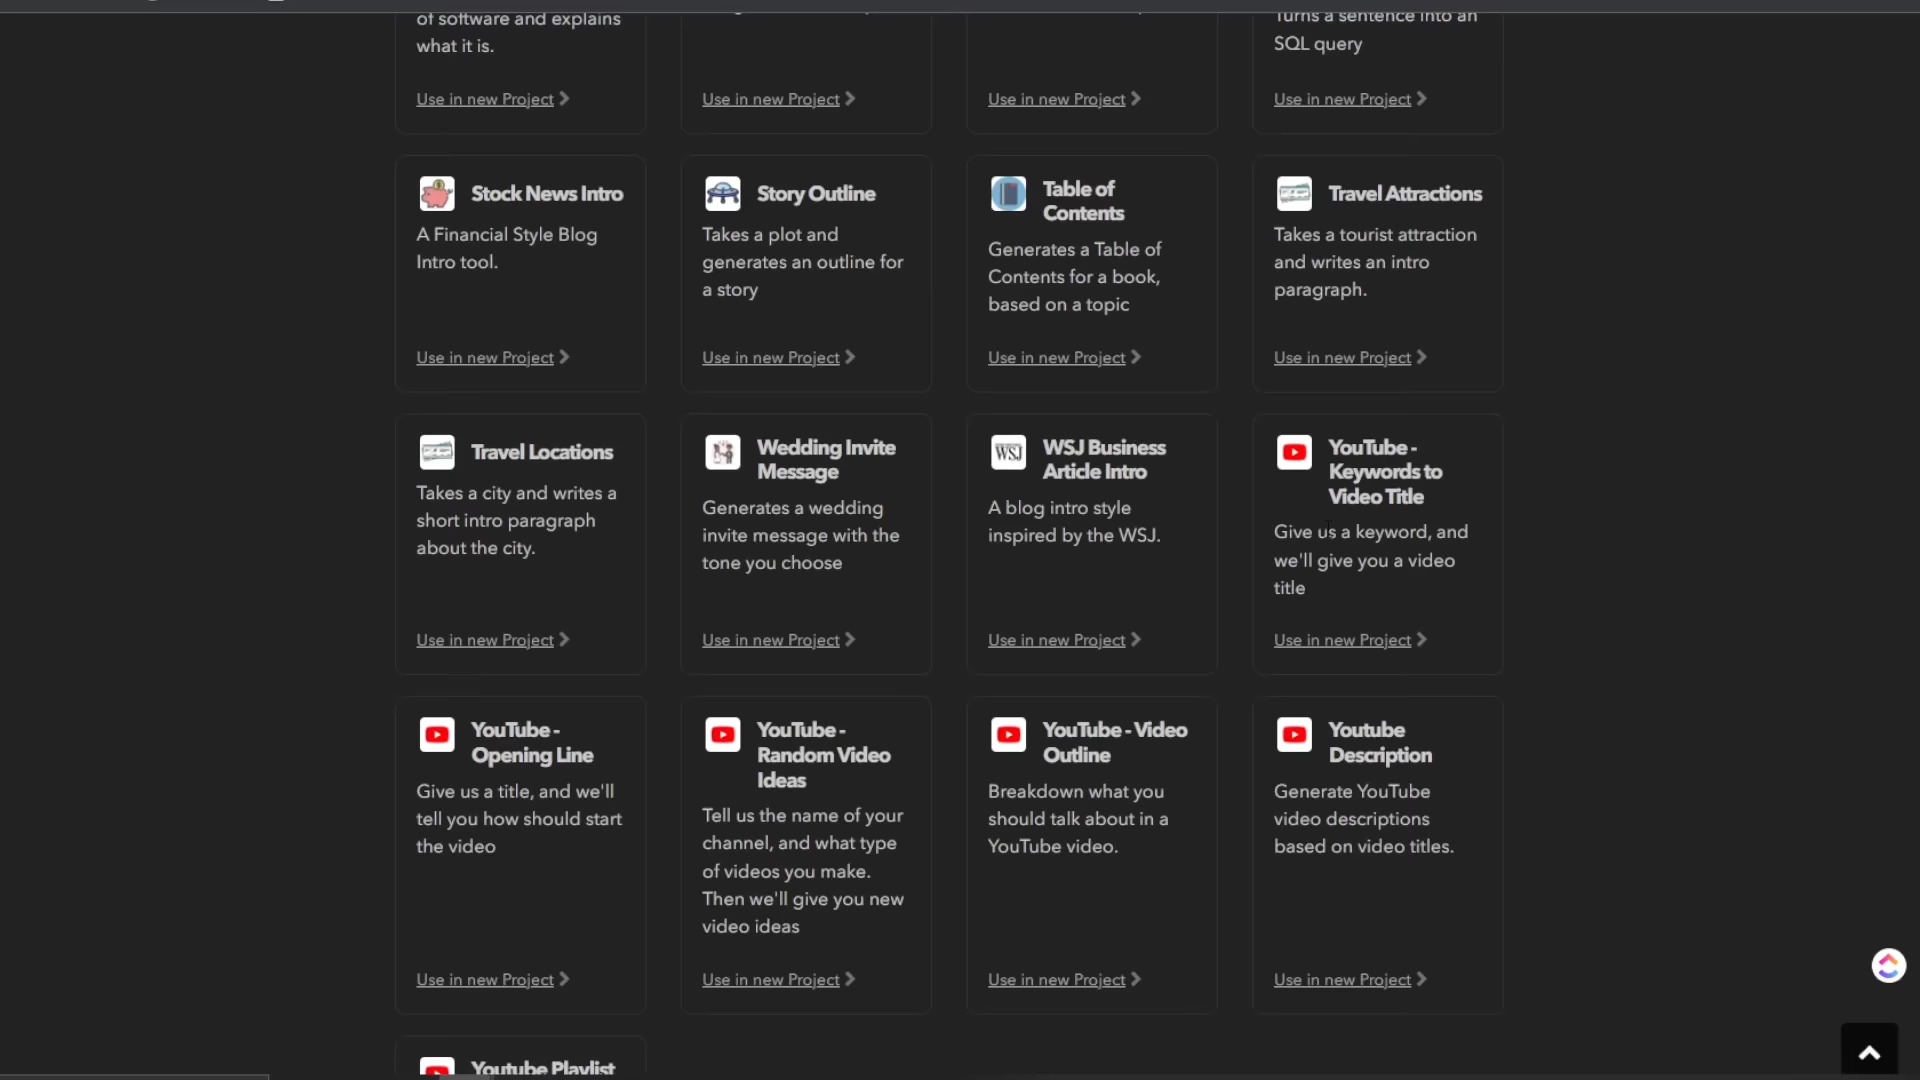 of software and explains
what it is.
Use in new Project
Use in new Project
Use in new Project
Turns a sentence into an
SQL query
Use in new Project
Stock News Intro
A Financial Style Blog
Intro tool.
Use in new Project
Story Outline
Takes a plot and
generates an outline for
a story
Use in new Project
Table of
Contents
Generates a Table of
Contents for a book,
based on a topic
Use in new Project
Travel Attractions
Takes a tourist attraction
and writes an intro
paragraph.
Use in new Project
Travel Locations
Takes a city and writes a
short intro paragraph
about the city.
Use in new Project
Wedding Invite
Message
Generates a wedding
invite message with the
tone you choose
Use in new Project
WSJ
WSJ Business
Article Intro
A blog intro style
inspired by the WSJ.
Use in new Project
YouTube -
Keywords to
Video Title
Give us a keyword, and
we'll give you a video
title
Use in new Project
YouTube -
Opening Line
Give us a title, and we'll
tell you how should start
the video
Use in new Project
YouTube -
Random Video
Ideas
Tell us the name of your
channel, and what type
of videos you make.
Then we'll give you new
video ideas
Use in new Project
YouTube - Video
Outline
Breakdown what you
should talk about in a
YouTube video.
Use in new Project
Youtube
Description
Generate YouTube
video descriptions
based on video titles.
Use in new Project
Youtube Playlist